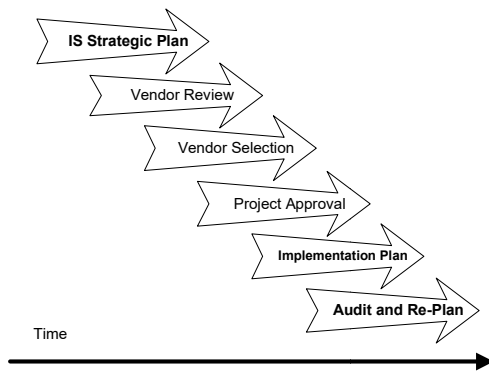 IS Strategic Plan
Vendor Review
Vendor Selection
Project Approval
Implementation Plan
Audit and Re-Plan
Time